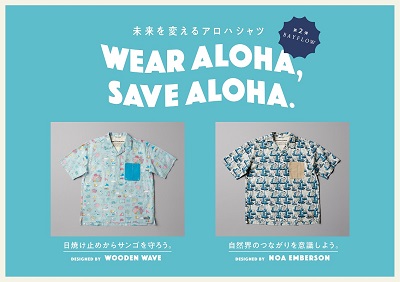 未来を変えるアロハシャツ
第2弾
BAYFLOW
WEAR ALOHA,
SAVE ALOHA.
日焼け止めからサンゴを守ろう。
DESIGNED BY WOODEN WAVE
自然界のつながりを意識しよう。
DESIGNED BY NOA EMBERSON